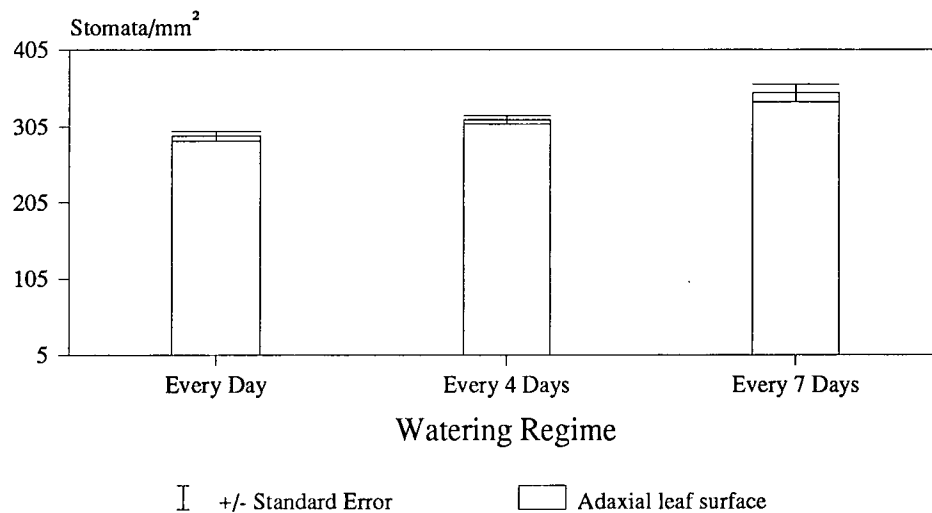 Stomata/mm²
405
305
205
105
5
Every Day Every 4 Days Every 7 Days
Watering Regime
+/- Standard Error Adaxial leaf surface